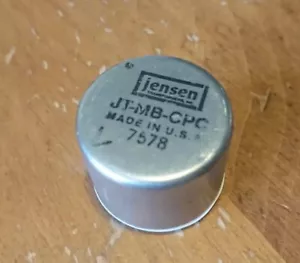 jensen
JT-MB-CPC
MADE IN U.S.
7578